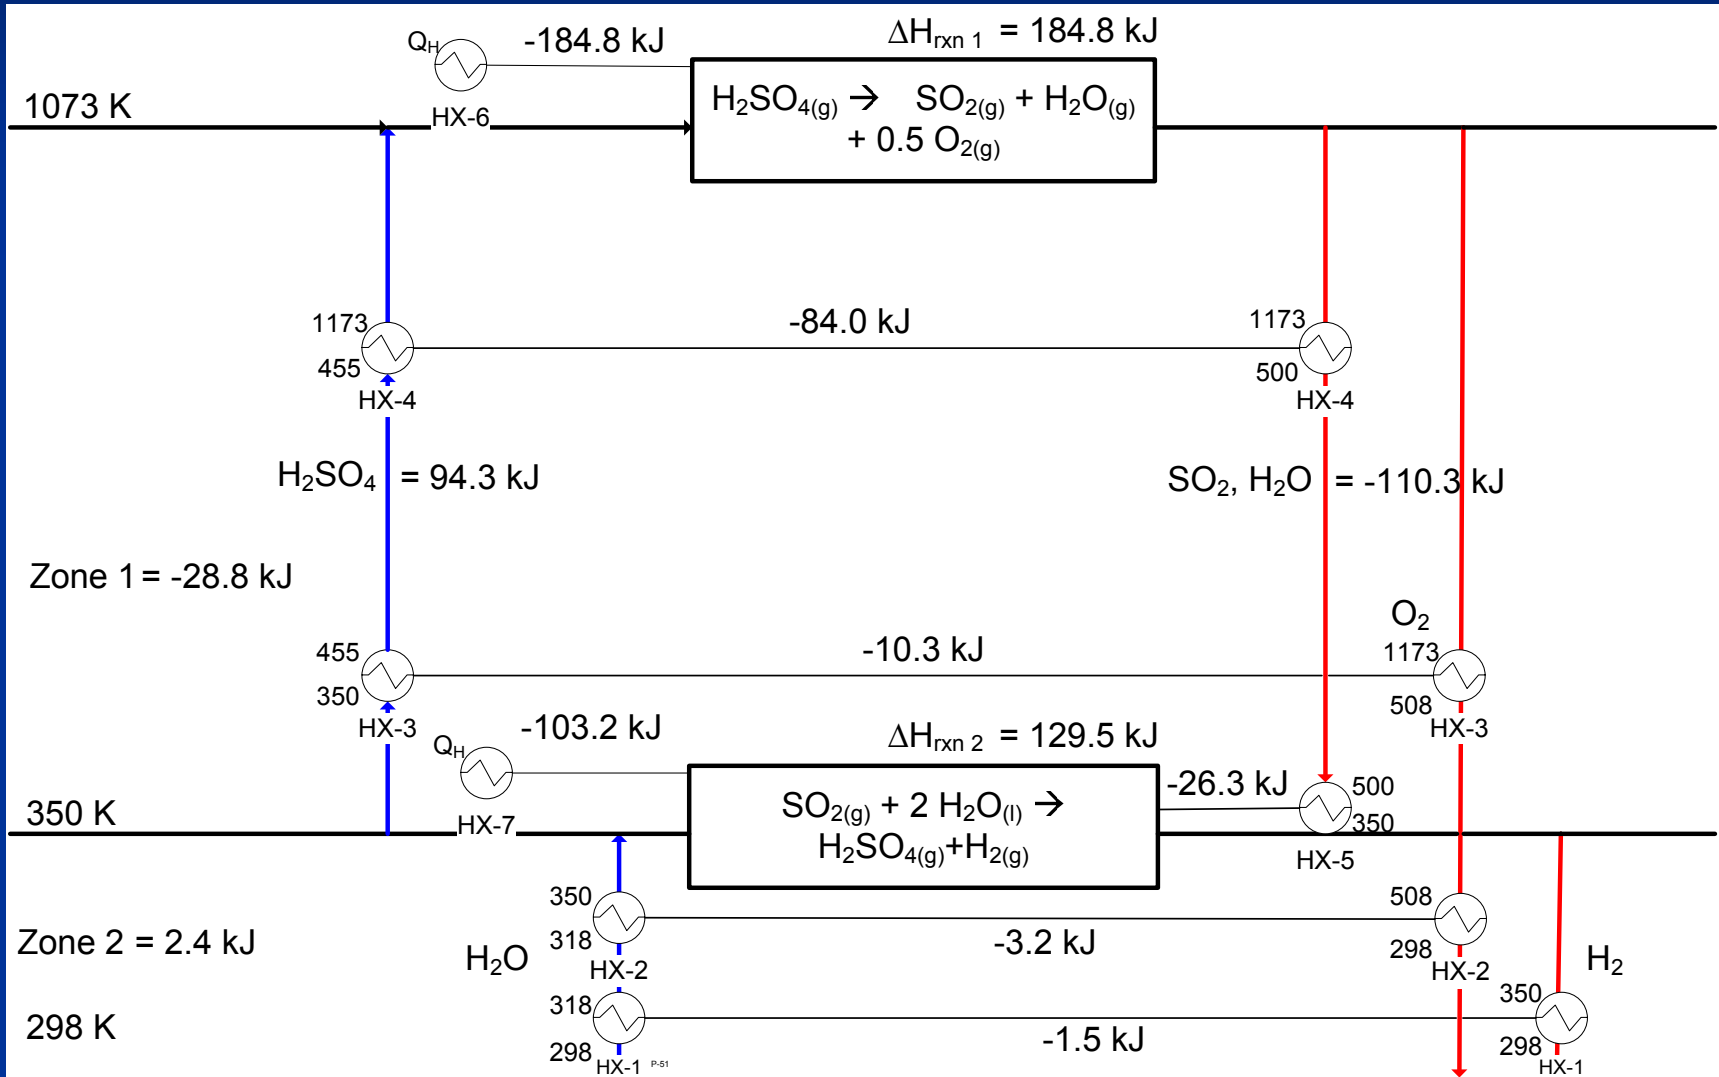 Q_H
-184.8 kJ
ΔH_rxn 1 = 184.8 kJ
1073 K
HX-6
H₂SO₄(g) → SO₂(g) + H₂O(g)
+ 0.5 O₂(g)
1173
-84.0 kJ
1173
455
500
HX-4
HX-4
H₂SO₄ = 94.3 kJ
SO₂, H₂O = -110.3 kJ
Zone 1 = -28.8 kJ
O₂
455
-10.3 kJ
1173
350
508
HX-3
HX-3
Q_H
-103.2 kJ
ΔH_rxn 2 = 129.5 kJ
-26.3 kJ
500
350 K
HX-7
SO₂(g) + 2 H₂O(l) →
H₂SO₄(g)+H₂(g)
350
HX-5
350
508
318
-3.2 kJ
298
Zone 2 = 2.4 kJ
H₂O
HX-2
HX-2
H₂
318
350
298 K
298
-1.5 kJ
298
HX-1
P-51
HX-1